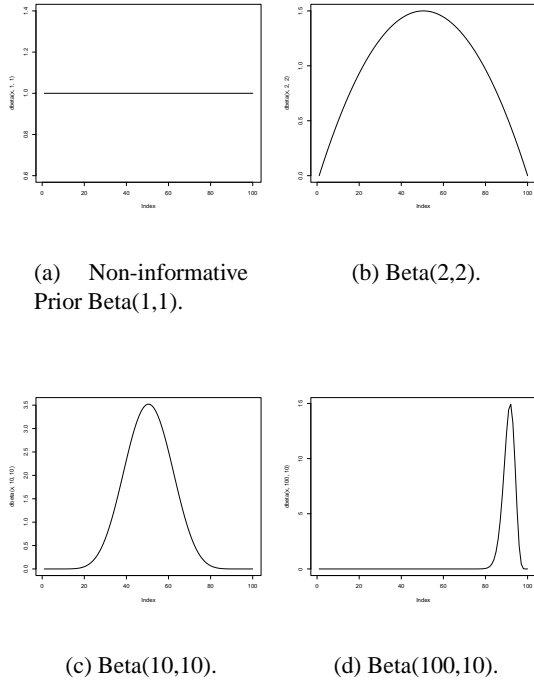 1.4
1.2
1.0
0.8
0.6
dbeta(x, 1, 1)
0 20 40 60 80 100
Index
1.5
1.0
0.5
0.0
dbeta(x, 2, 2)
0 20 40 60 80 100
Index
(a) Non-informative
Prior Beta(1,1).
(b) Beta(2,2).
3.5
3.0
2.5
2.0
1.5
1.0
0.5
0.0
dbeta(x, 10, 10)
0 20 40 60 80 100
Index
15
10
5
0
dbeta(x, 100, 10)
0 20 40 60 80 100
Index
(c) Beta(10,10).
(d) Beta(100,10).